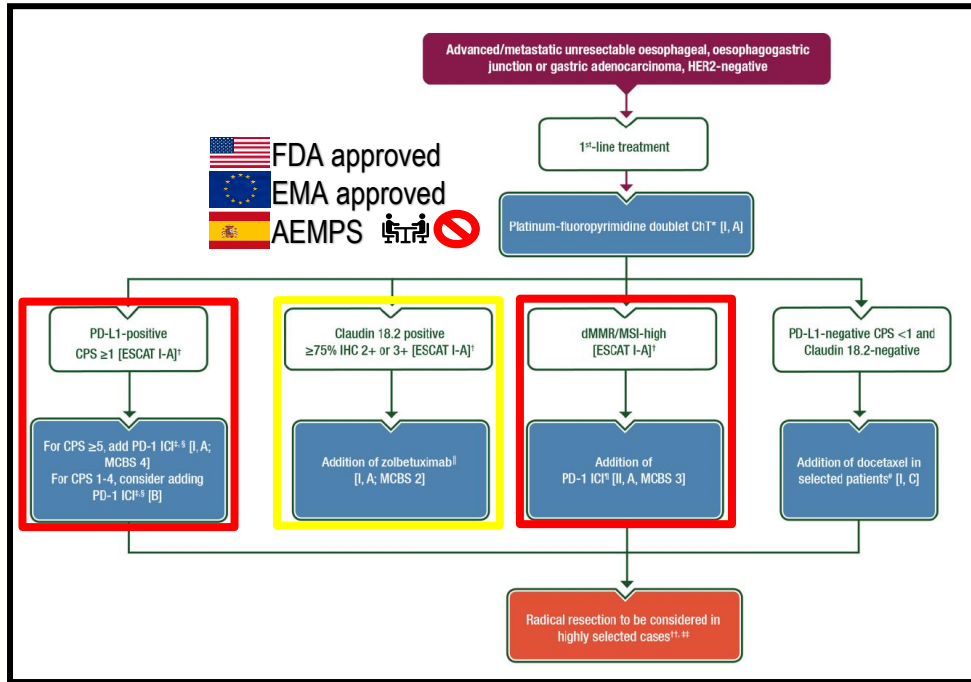 Advanced/metastatic unresectable oesophageal, oesophagogastric
junction or gastric adenocarcinoma, HER2-negative
1st-line treatment
FDA approved
EMA approved
AEMPS
Platinum-fluoropyrimidine doublet ChT* [I, A]
PD-L1-positive
CPS ≥1 [ESCAT I-A]†
Claudin 18.2 positive
≥75% IHC 2+ or 3+ [ESCAT I-A]†
dMMR/MSI-high
[ESCAT I-A]†
PD-L1-negative CPS <1 and
Claudin 18.2-negative
For CPS ≥5, add PD-1 ICI‡,§ [I, A;
MCBS 4]
For CPS 1-4, consider adding
PD-1 ICI‡,§ [B]
Addition of zolbetuximab‖
[I, A; MCBS 2]
Addition of
PD-1 ICI¶ [II, A, MCBS 3]
Addition of docetaxel in
selected patients# [I, C]
Radical resection to be considered in
highly selected cases††, ‡‡